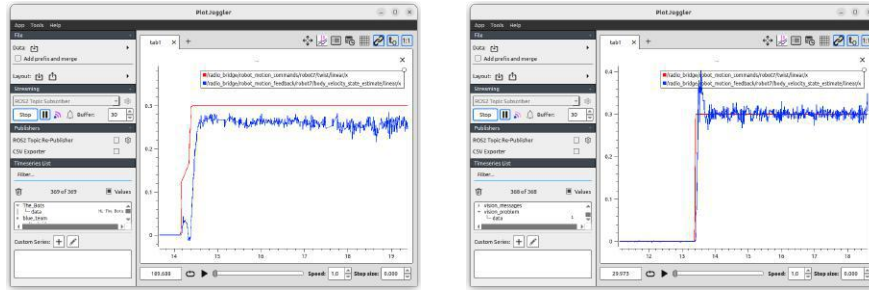 PlotJuggler
App Tools Help
File
Data:
Add prefix and merge
Layout:
Streaming
ROS2 Topic Subscriber
Stop Buffer: 30
Publishers
ROS2 Topic Re-Publisher
CSV Exporter
Timeseries List
Filter...
369 of 369 Values
The_Bots
data
blue_team
Custom Series:
tab1 × +
...
/radio_bridge/robot_motion_commands/robot7/twist/linear/x
/radio_bridge/robot_motion_feedback/robot7/body_velocity_state_estimate/linear/x
0.3
0.2
0.1
0
14 15 16 17 18 19
Speed: 1.0 Step size: 0.000
PlotJuggler
App Tools Help
File
Data:
Add prefix and merge
Layout:
Streaming
ROS2 Topic Subscriber
Stop Buffer: 30
Publishers
ROS2 Topic Re-Publisher
CSV Exporter
Timeseries List
Filter...
368 of 368 Values
vision_messages
vision_problem
data
Custom Series:
tab1 × +
...
/radio_bridge/robot_motion_commands/robot7/twist/linear/x
/radio_bridge/robot_motion_feedback/robot7/body_velocity_state_estimate/linear/x
0.4
0.3
0.2
0.1
0
12 13 14 15 16 17 18
29.973 Speed: 1.0 Step size: 0.000